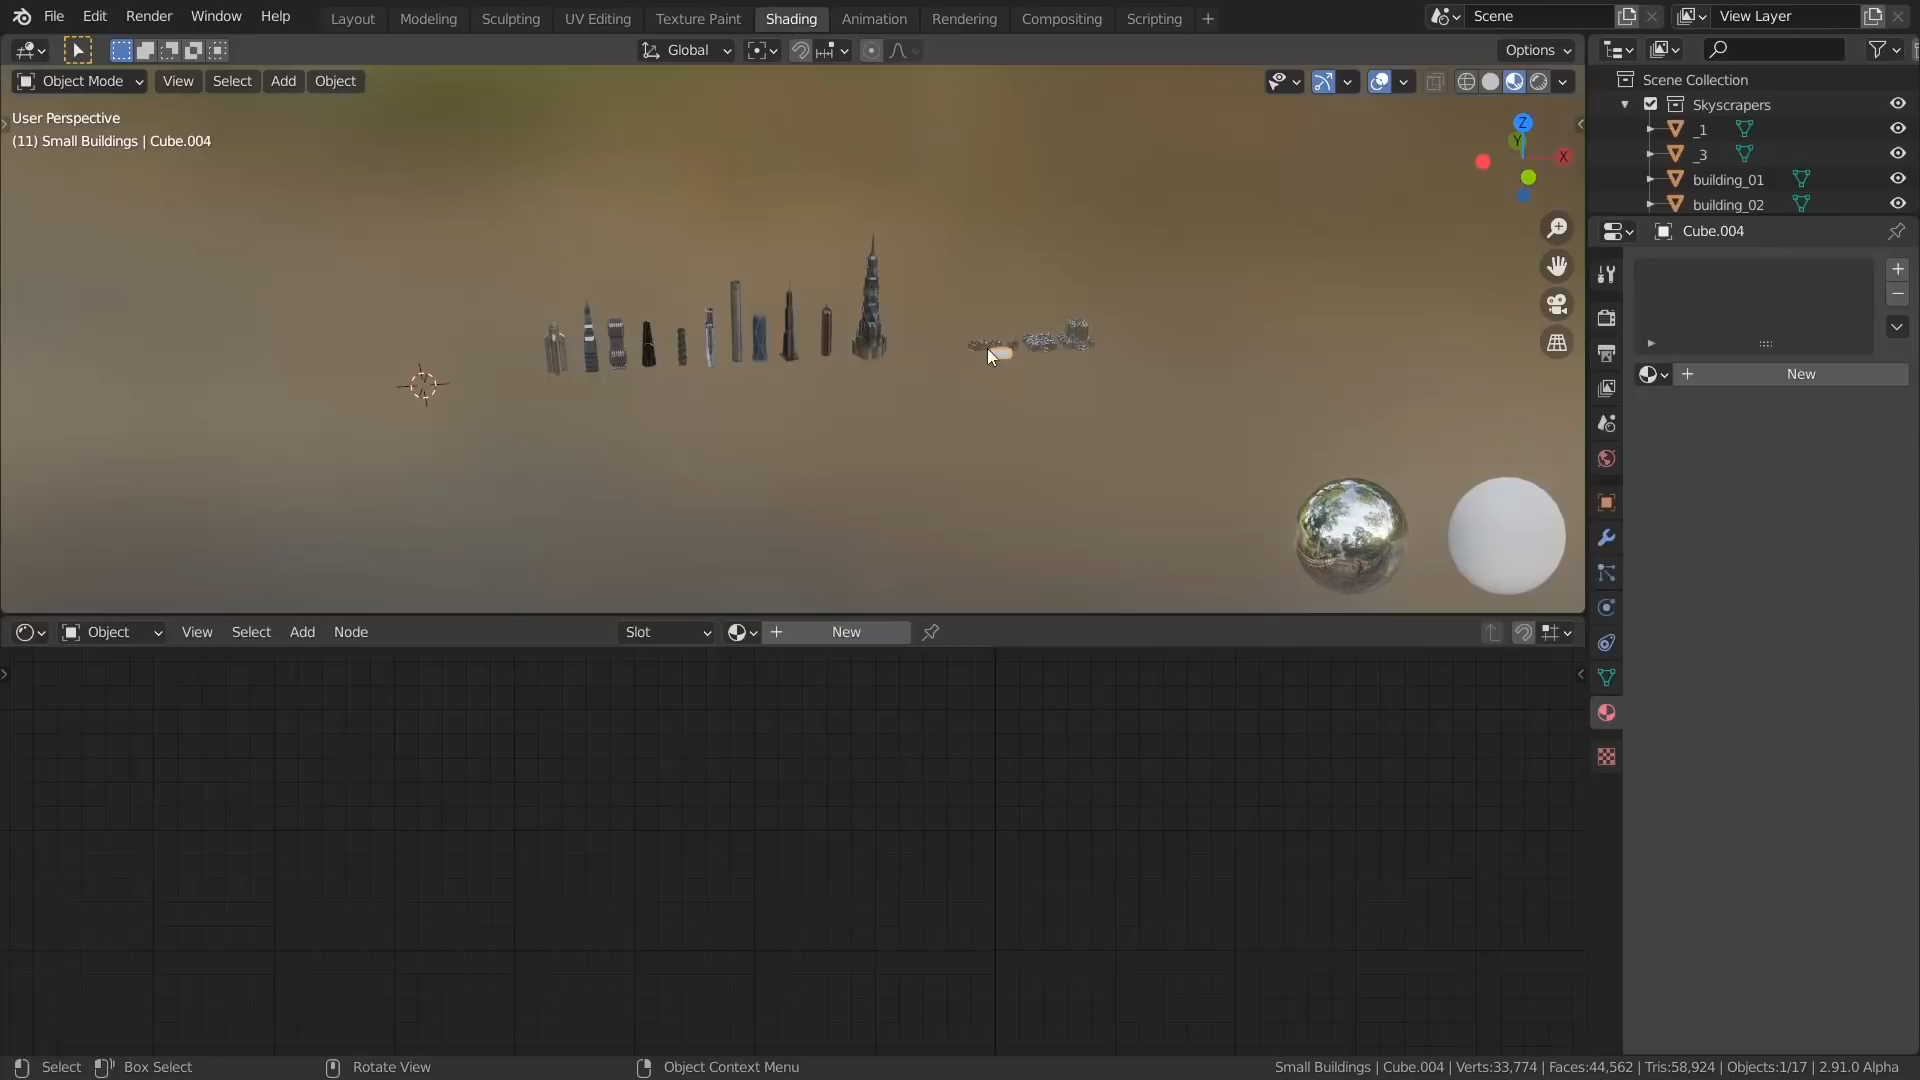 File Edit Render Window Help Layout Modeling Sculpting UV Editing Texture Paint Shading Animation Rendering Compositing Scripting + Scene View Layer
Global Options
Object Mode View Select Add Object
User Perspective
(11) Small Buildings | Cube.004
Z
Y
X
Scene Collection
Skyscrapers
_1
_3
building_01
building_02
Cube.004
New
Object View Select Add Node Slot New
Select Box Select Rotate View Object Context Menu Small Buildings | Cube.004 | Verts:33,774 | Faces:44,562 | Tris:58,924 | Objects:1/17 | 2.91.0 Alpha